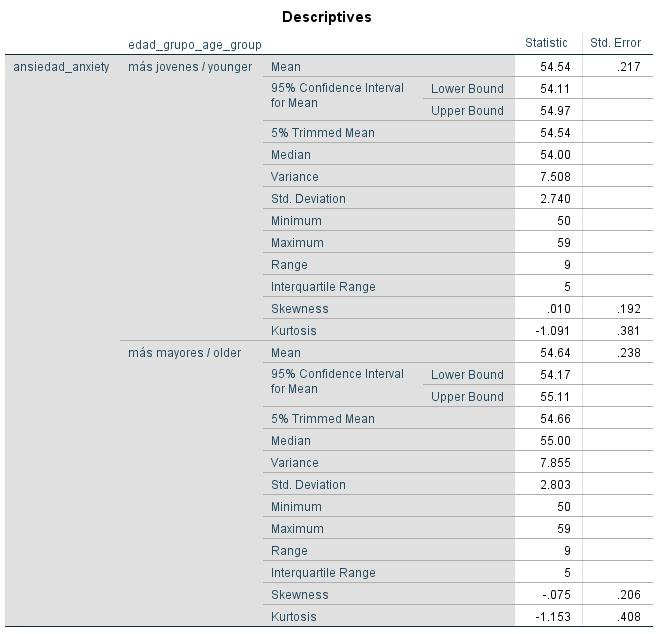 Descriptives
edad_grupo_age_group Statistic Std. Error
ansiedad_anxiety más jovenes / younger Mean 54.54 .217
95% Confidence Interval for Mean Lower Bound 54.11
Upper Bound 54.97
5% Trimmed Mean 54.54
Median 54.00
Variance 7.508
Std. Deviation 2.740
Minimum 50
Maximum 59
Range 9
Interquartile Range 5
Skewness .010 .192
Kurtosis -1.091 .381
más mayores / older Mean 54.64 .238
95% Confidence Interval for Mean Lower Bound 54.17
Upper Bound 55.11
5% Trimmed Mean 54.66
Median 55.00
Variance 7.855
Std. Deviation 2.803
Minimum 50
Maximum 59
Range 9
Interquartile Range 5
Skewness -.075 .206
Kurtosis -1.153 .408